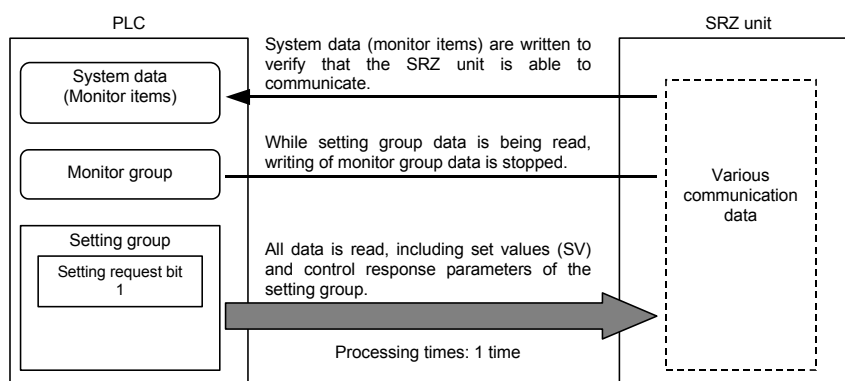 PLC
SRZ unit
System data
(Monitor items)
System data (monitor items) are written to
verify that the SRZ unit is able to
communicate.
Monitor group
While setting group data is being read,
writing of monitor group data is stopped.
Various
communication
data
Setting group
Setting request bit
1
All data is read, including set values (SV)
and control response parameters of the
setting group.
Processing times: 1 time